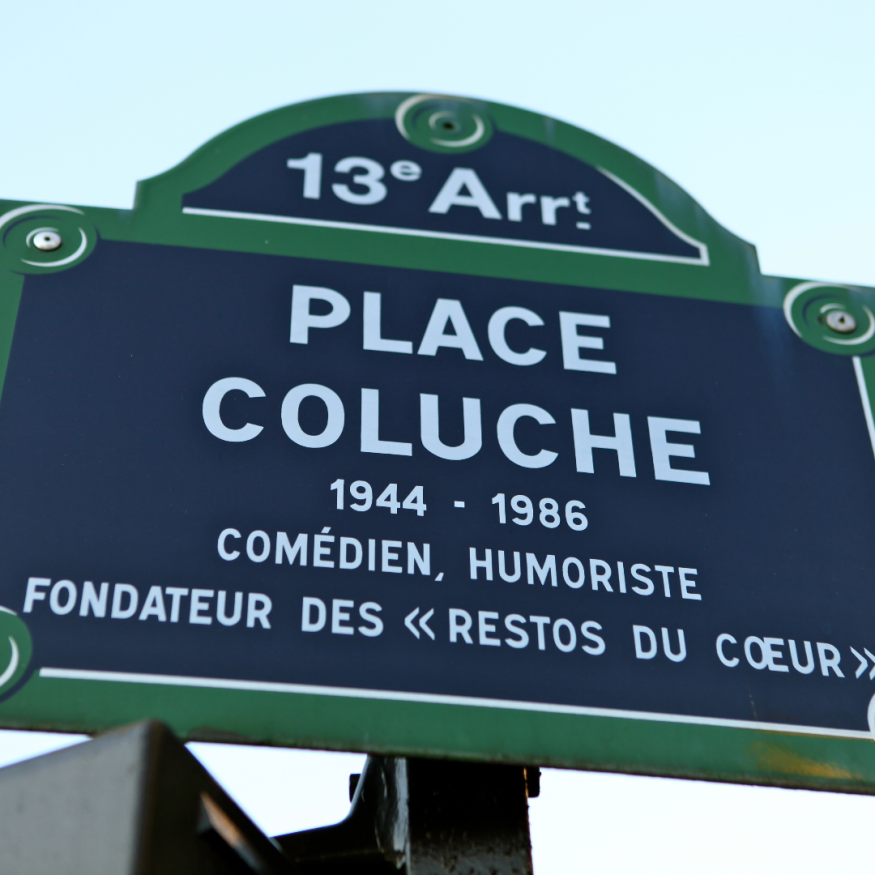 13e Arrt
PLACE
COLUCHE
1944 - 1986
COMÉDIEN, HUMORISTE
FONDATEUR DES « RESTOS DU CŒUR »